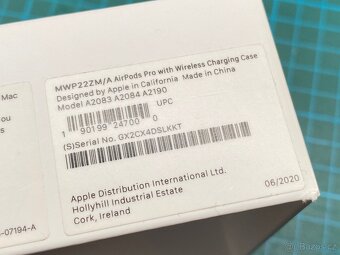 MWP22ZM/A AirPods Pro with Wireless Charging Case
Designed by Apple in California Made in China
Model A2083 A2084 A2190
UPC
1 90199 24700 0
(S)Serial No. GX2CX4DSLKKT
Apple Distribution International Ltd.
Hollyhill Industrial Estate
Cork, Ireland
06/2020
Mac
ou
-07194-A